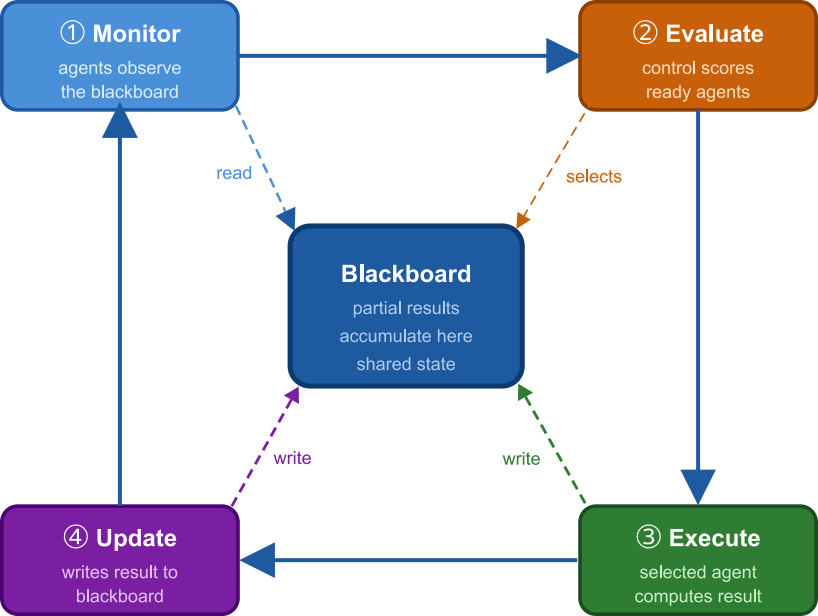 ① Monitor
agents observe
the blackboard
② Evaluate
control scores
ready agents
read
selects
Blackboard
partial results
accumulate here
shared state
write
write
④ Update
writes result to
blackboard
③ Execute
selected agent
computes result